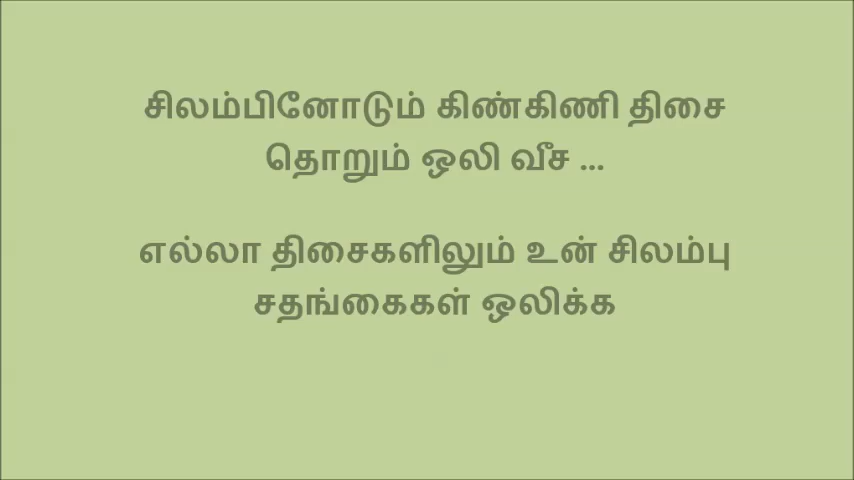 சிலம்பினோடும் கிண்கிணி திசை
தொறும் ஒலி வீச ...
எல்லா திசைகளிலும் உன் சிலம்பு
சதங்கைகள் ஒலிக்க